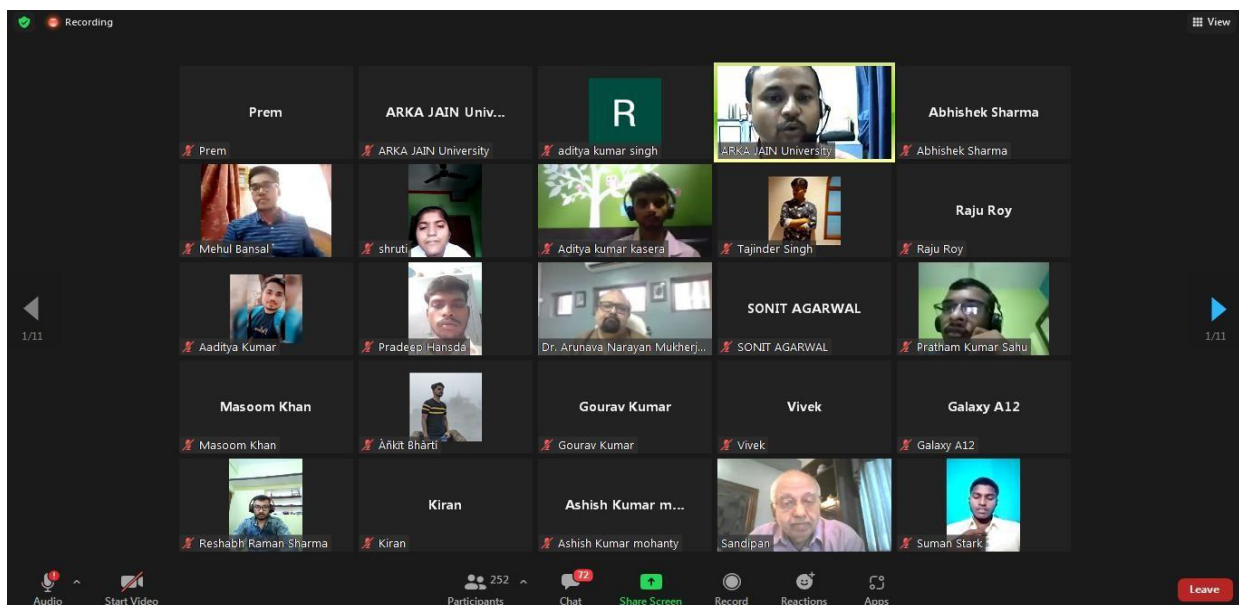 Recording
View
Prem
Prem
ARKA JAIN Univ...
ARKA JAIN University
R
aditya kumar singh
ARKA JAIN University
Abhishek Sharma
Abhishek Sharma
Mehul Bansal
shruti
Aditya kumar kasera
Tajinder Singh
Raju Roy
Raju Roy
1/11
Aaditya Kumar
Pradeep Hansda
Dr. Arunava Narayan Mukherj...
SONIT AGARWAL
SONIT AGARWAL
Pratham Kumar Sahu
1/11
Masoom Khan
Masoom Khan
Àñkït Bhàrti
Gourav Kumar
Gourav Kumar
Vivek
Vivek
Galaxy A12
Galaxy A12
Reshabh Raman Sharma
Kiran
Kiran
Ashish Kumar m...
Ashish Kumar mohanty
Sandipan
Suman Stark
Audio
Start Video
252
Participants
72
Chat
Share Screen
Record
Reactions
Apps
Leave